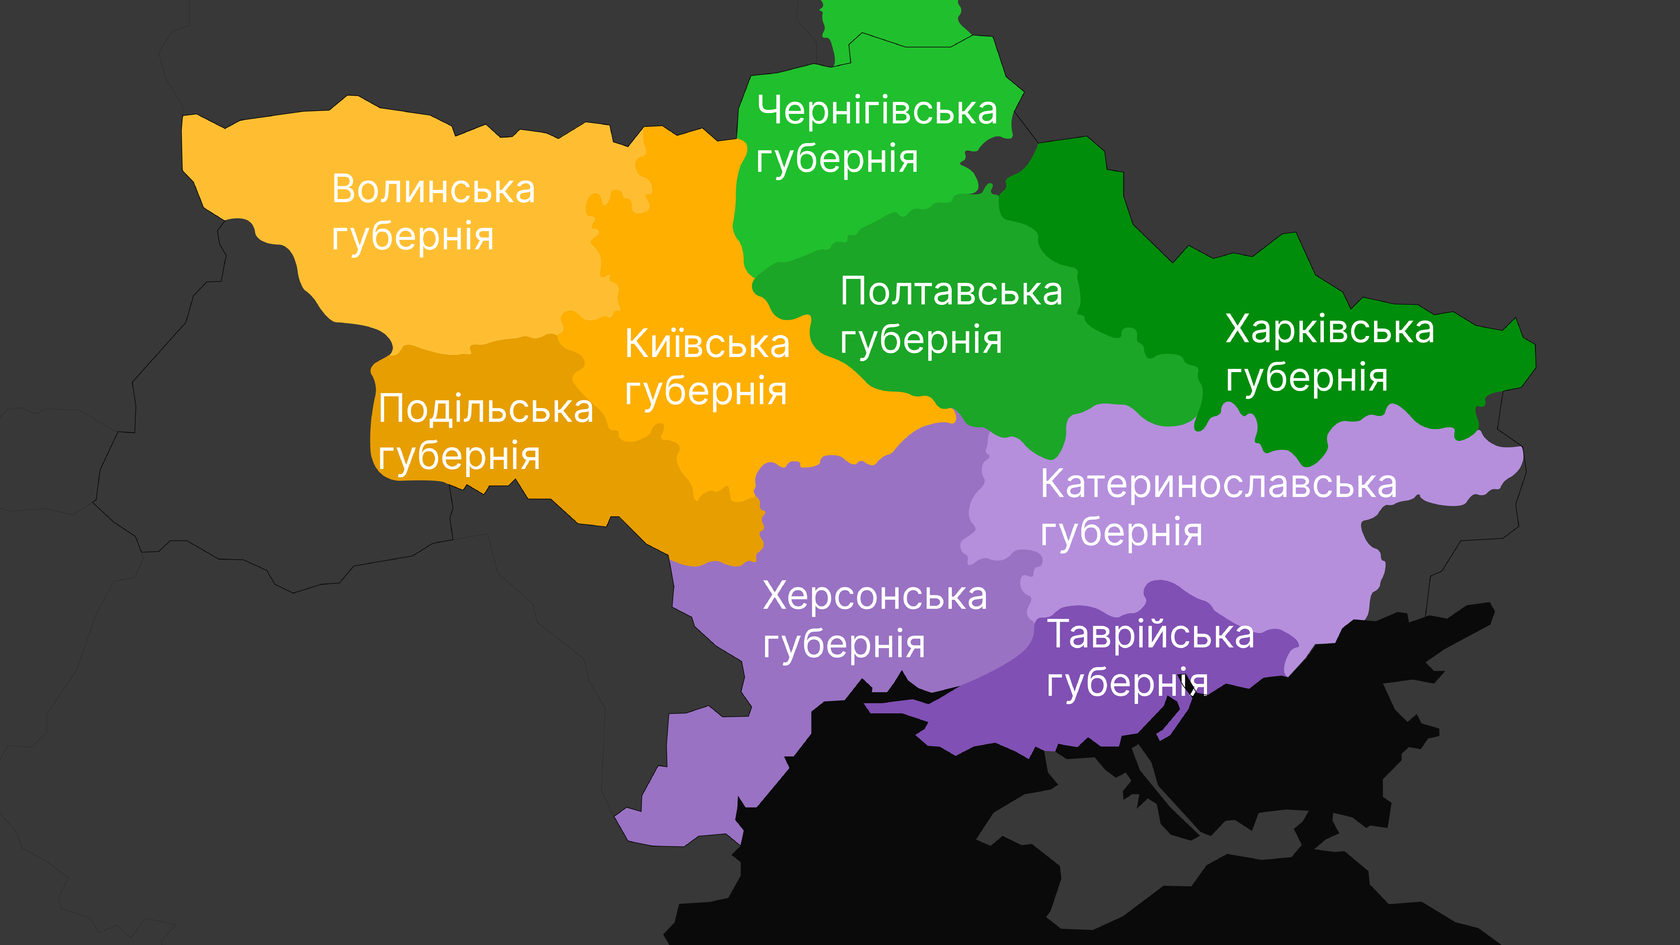 Чернігівська
губернія
Волинська
губернія
Полтавська
губернія
Харківська
губернія
Київська
губернія
Подільська
губернія
Катеринославська
губернія
Херсонська
губернія
Таврійська
губернія